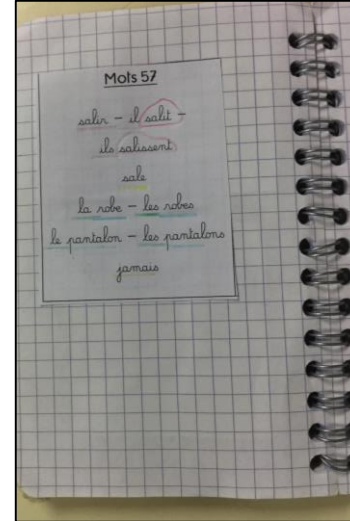 Mots 57
salir – il salit –
ils salissent
sale
la robe – les robes
le pantalon – les pantalons
jamais